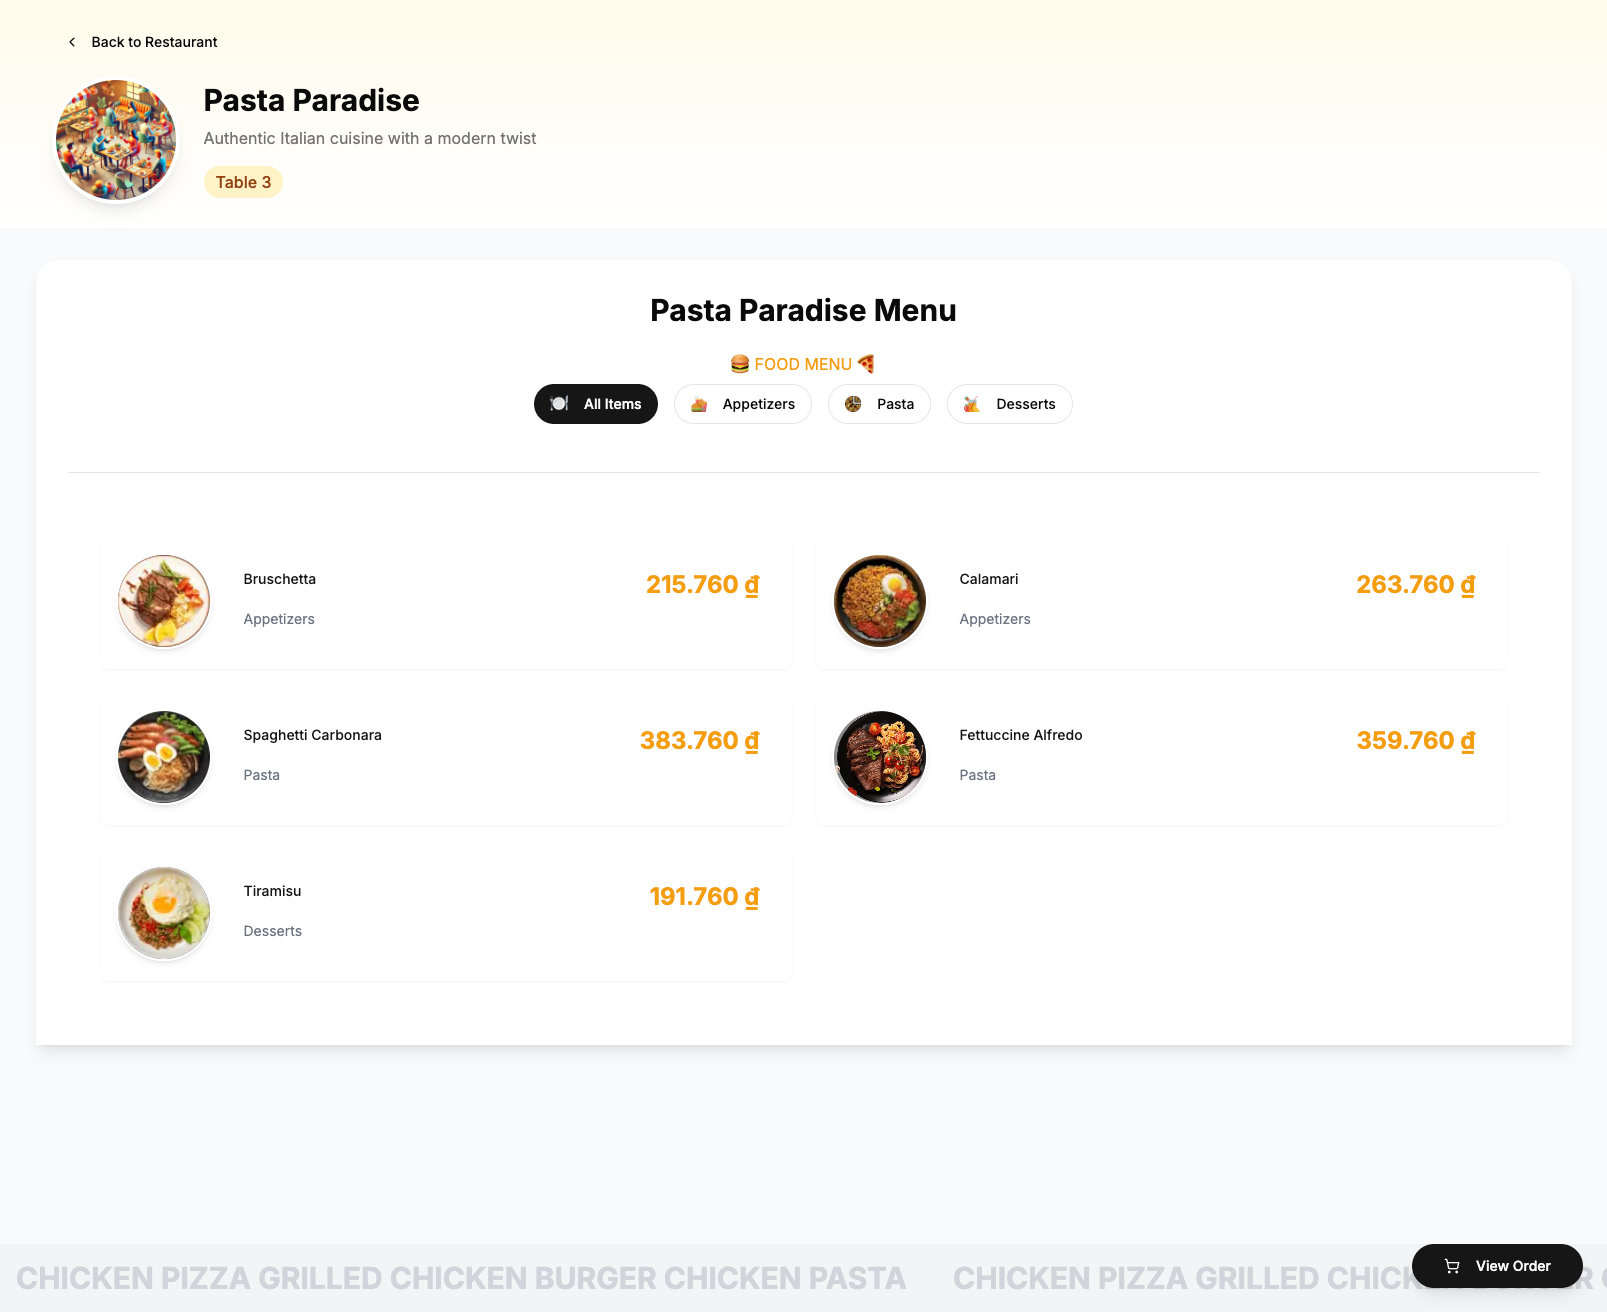 Back to Restaurant
Pasta Paradise
Authentic Italian cuisine with a modern twist
Table 3
Pasta Paradise Menu
🍔 FOOD MENU 🍕
All Items
Appetizers
Pasta
Desserts
Bruschetta
215.760 ₫
Appetizers
Calamari
263.760 ₫
Appetizers
Spaghetti Carbonara
383.760 ₫
Pasta
Fettuccine Alfredo
359.760 ₫
Pasta
Tiramisu
191.760 ₫
Desserts
CHICKEN PIZZA GRILLED CHICKEN BURGER CHICKEN PASTA
CHICKEN PIZZA GRILLED
View Order